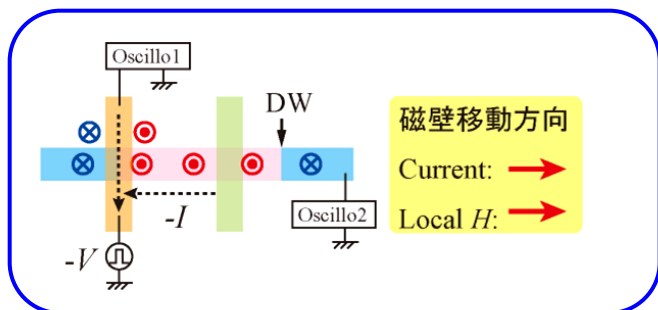 Oscillo1
DW
-I
Oscillo2
-V
磁壁移動方向
Current:
Local H: